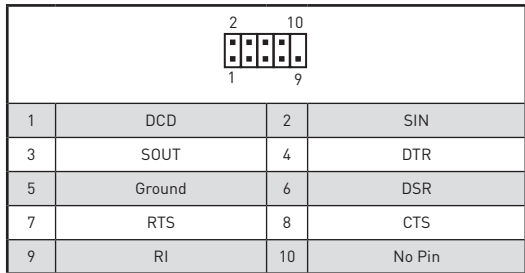 2 10
1 9
1 DCD 2 SIN
3 SOUT 4 DTR
5 Ground 6 DSR
7 RTS 8 CTS
9 RI 10 No Pin